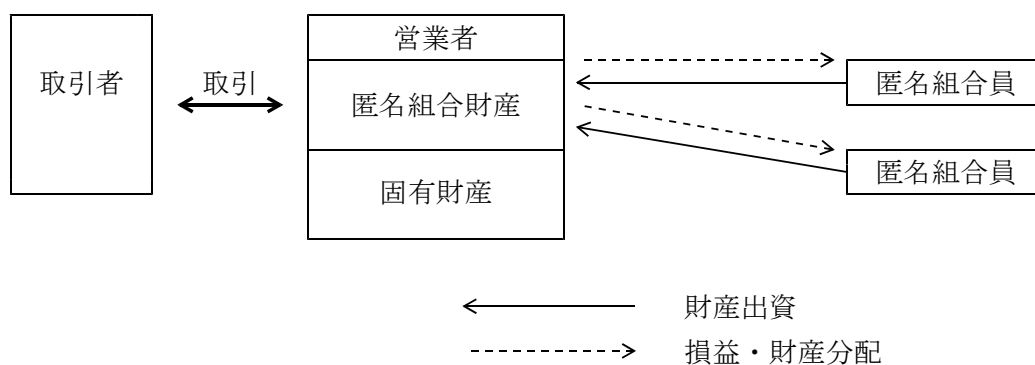 営業者
取引者
取引
匿名組合財産
固有財産
匿名組合員
匿名組合員
財産出資
損益・財産分配